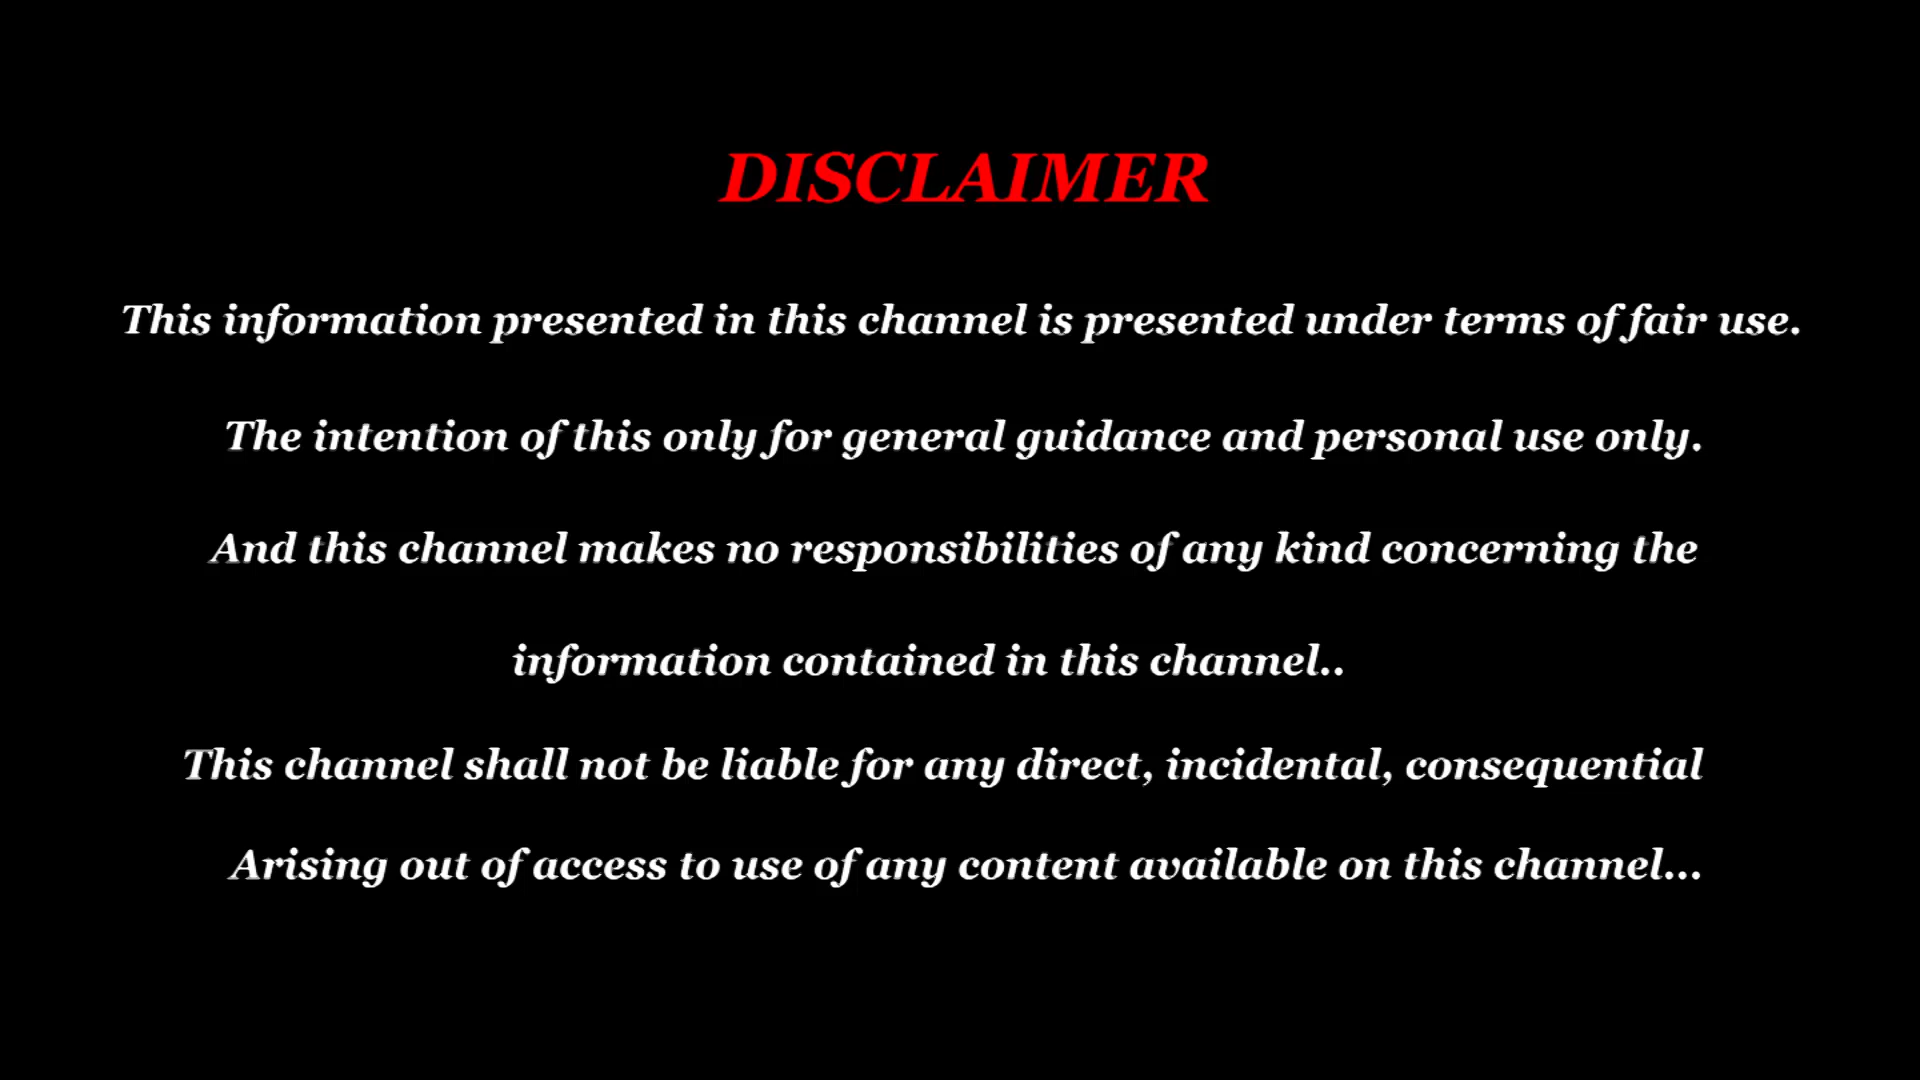 DISCLAIMER
This information presented in this channel is presented under terms of fair use.
The intention of this only for general guidance and personal use only.
And this channel makes no responsibilities of any kind concerning the
information contained in this channel..
This channel shall not be liable for any direct, incidental, consequential
Arising out of access to use of any content available on this channel...